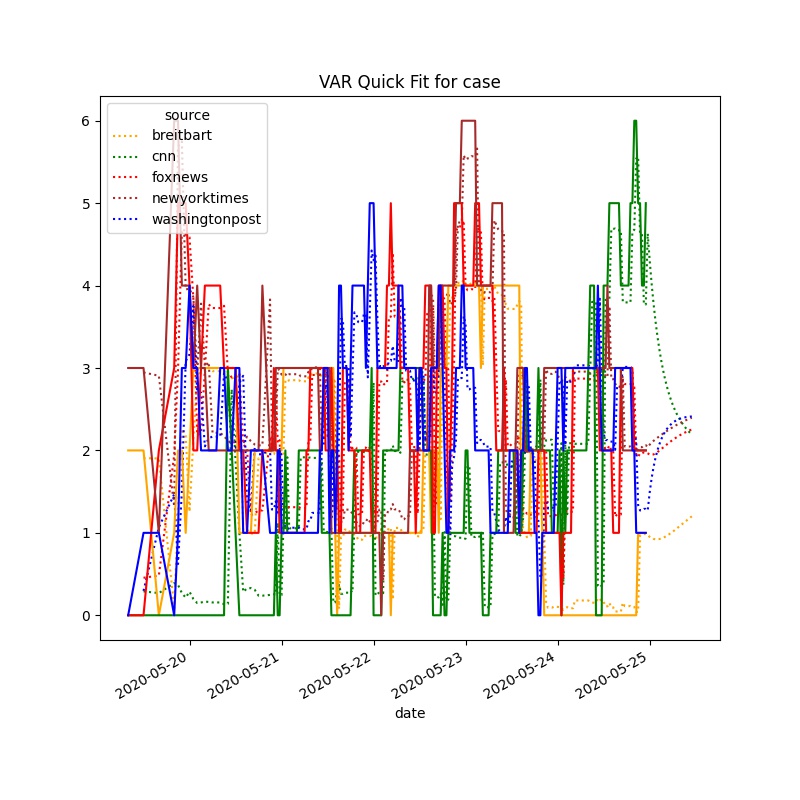 VAR Quick Fit for case
source
breitbart
cnn
foxnews
newyorktimes
washingtonpost
6
5
4
3
2
1
0
2020-05-20
2020-05-21
2020-05-22
2020-05-23
2020-05-24
2020-05-25
date